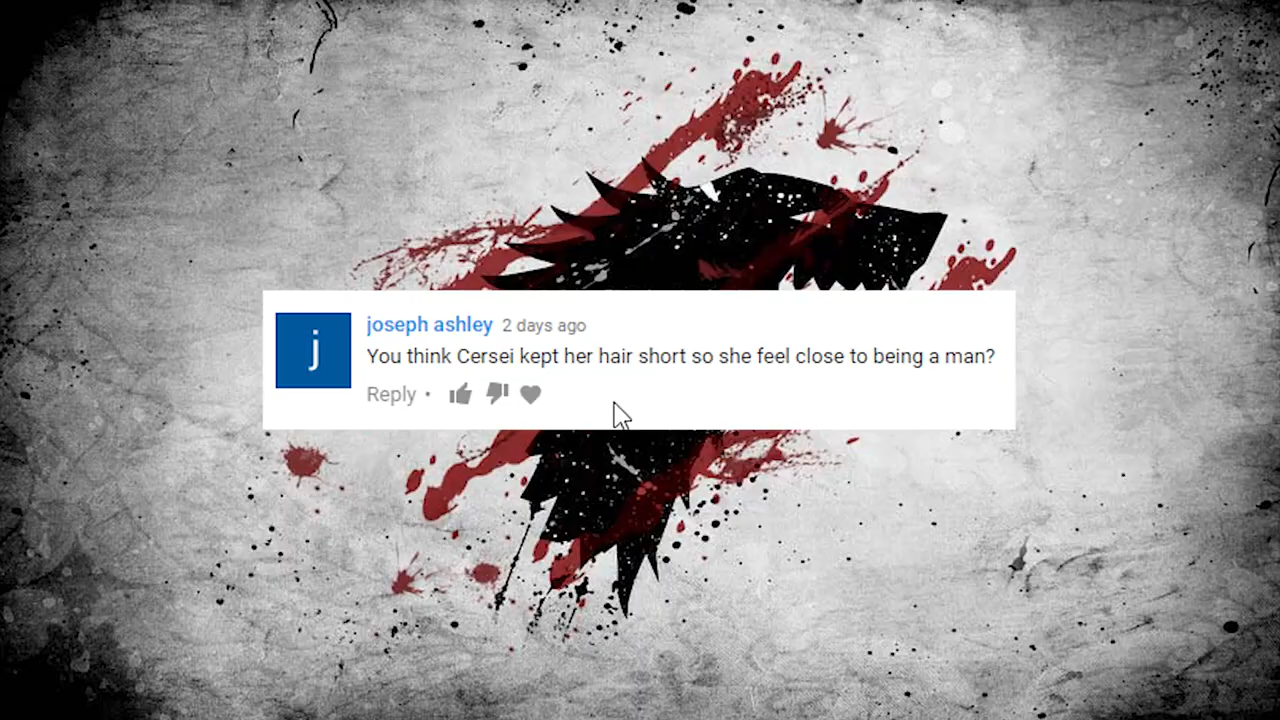 j
joseph ashley 2 days ago
You think Cersei kept her hair short so she feel close to being a man?
Reply •